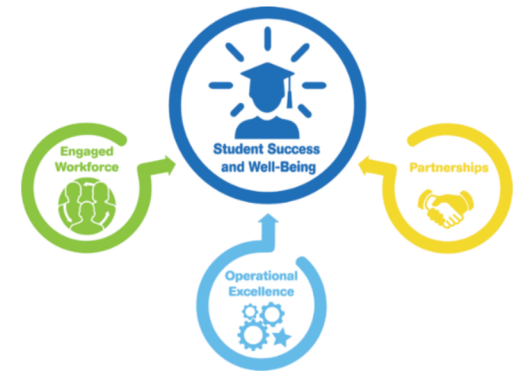 Student Success
and Well-Being
Engaged
Workforce
Partnerships
Operational
Excellence